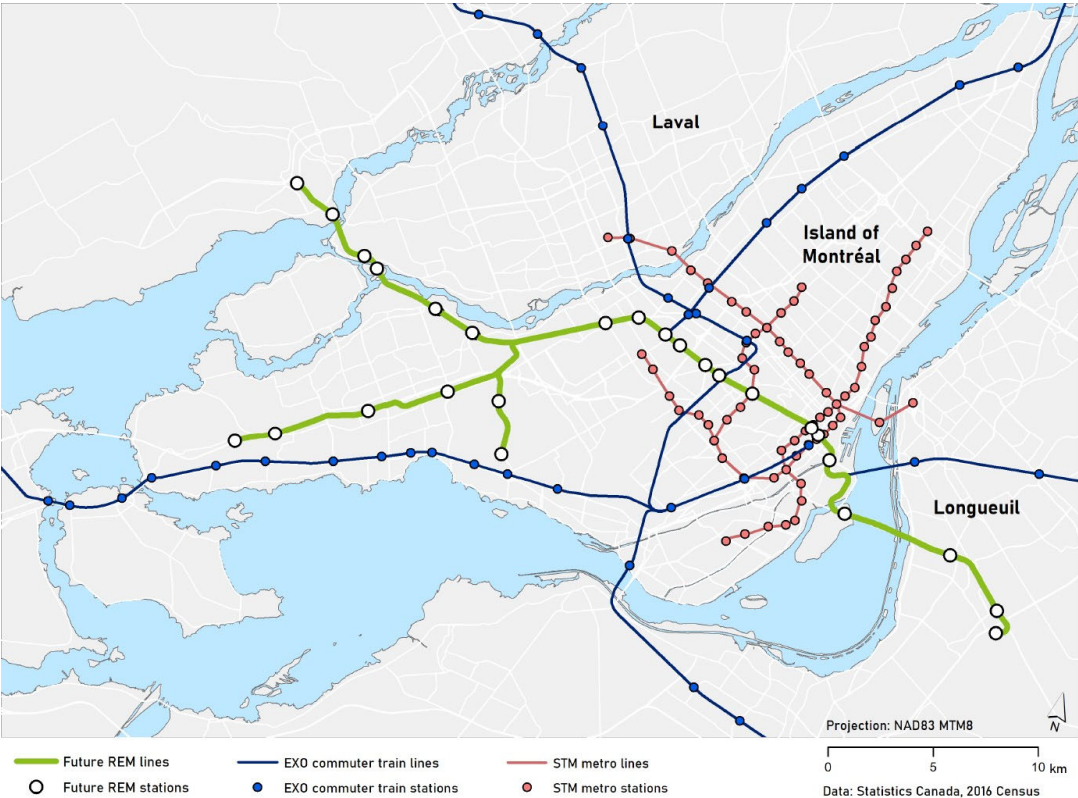 Laval
Island of
Montréal
Longueuil
Projection: NAD83 MTM8
N
Future REM lines
EXO commuter train lines
STM metro lines
0 5 10 km
Future REM stations
EXO commuter train stations
STM metro stations
Data: Statistics Canada, 2016 Census